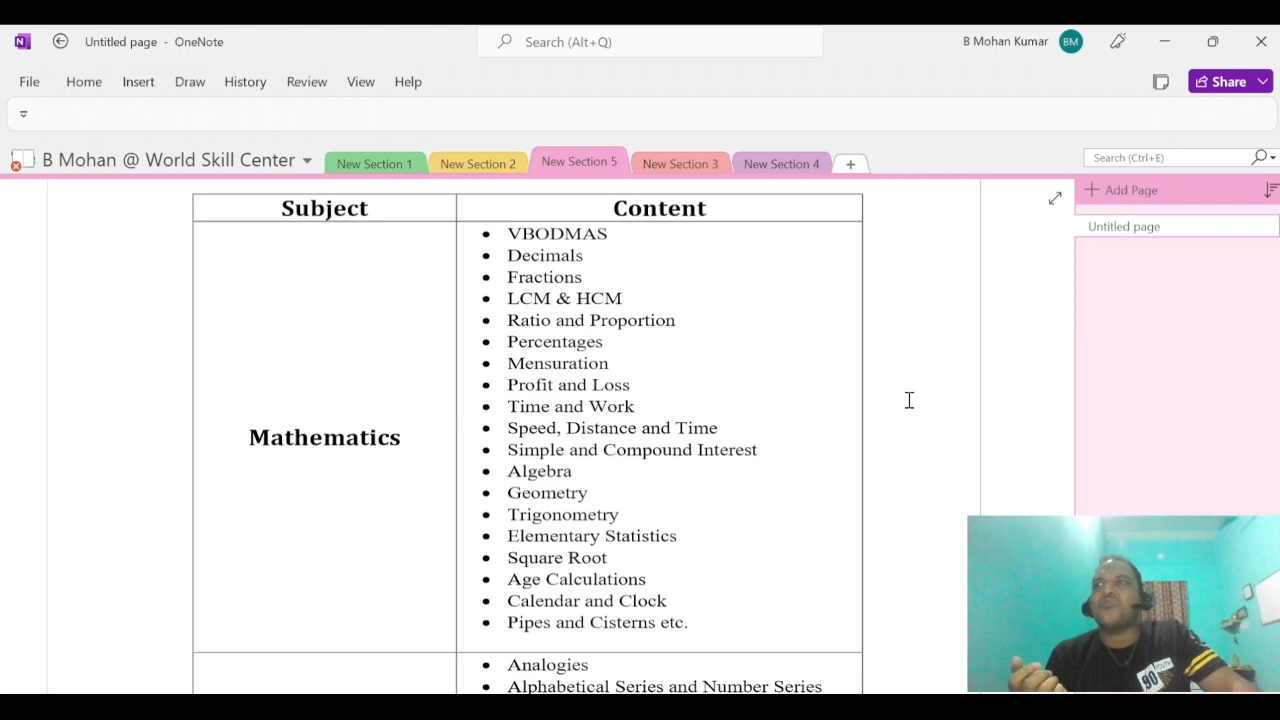 Untitled page - OneNote
Search (Alt+Q)
B Mohan Kumar BM
File Home Insert Draw History Review View Help
Share
B Mohan @ World Skill Center
New Section 1 New Section 2 New Section 5 New Section 3 New Section 4
Search (Ctrl+E)
Add Page
Untitled page
Subject Content
Mathematics
• VBODMAS
• Decimals
• Fractions
• LCM & HCM
• Ratio and Proportion
• Percentages
• Mensuration
• Profit and Loss
• Time and Work
• Speed, Distance and Time
• Simple and Compound Interest
• Algebra
• Geometry
• Trigonometry
• Elementary Statistics
• Square Root
• Age Calculations
• Calendar and Clock
• Pipes and Cisterns etc.
• Analogies
• Alphabetical Series and Number Series
90 YOUTH